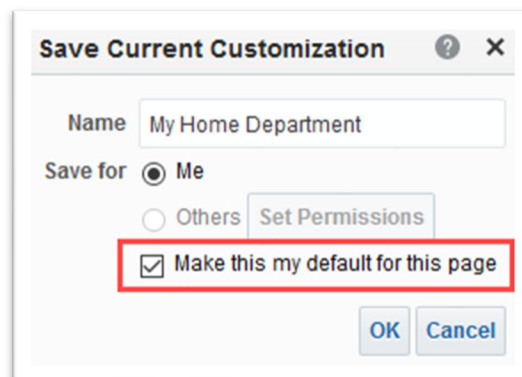 Save Current Customization
Name My Home Department
Save for Me
Others Set Permissions
Make this my default for this page
OK Cancel